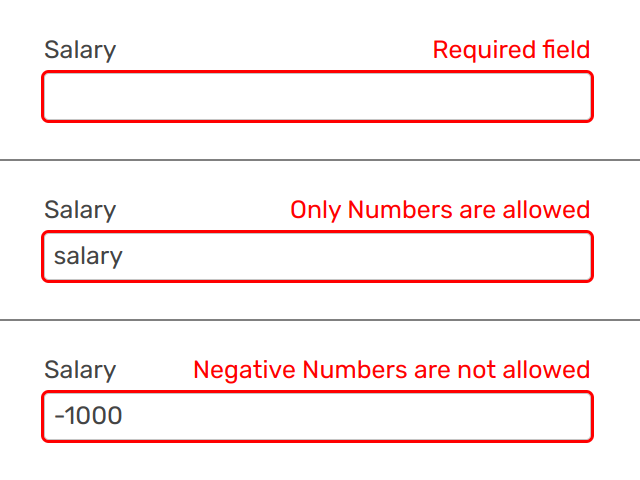 Salary Required field
Salary Only Numbers are allowed
salary
Salary Negative Numbers are not allowed
-1000